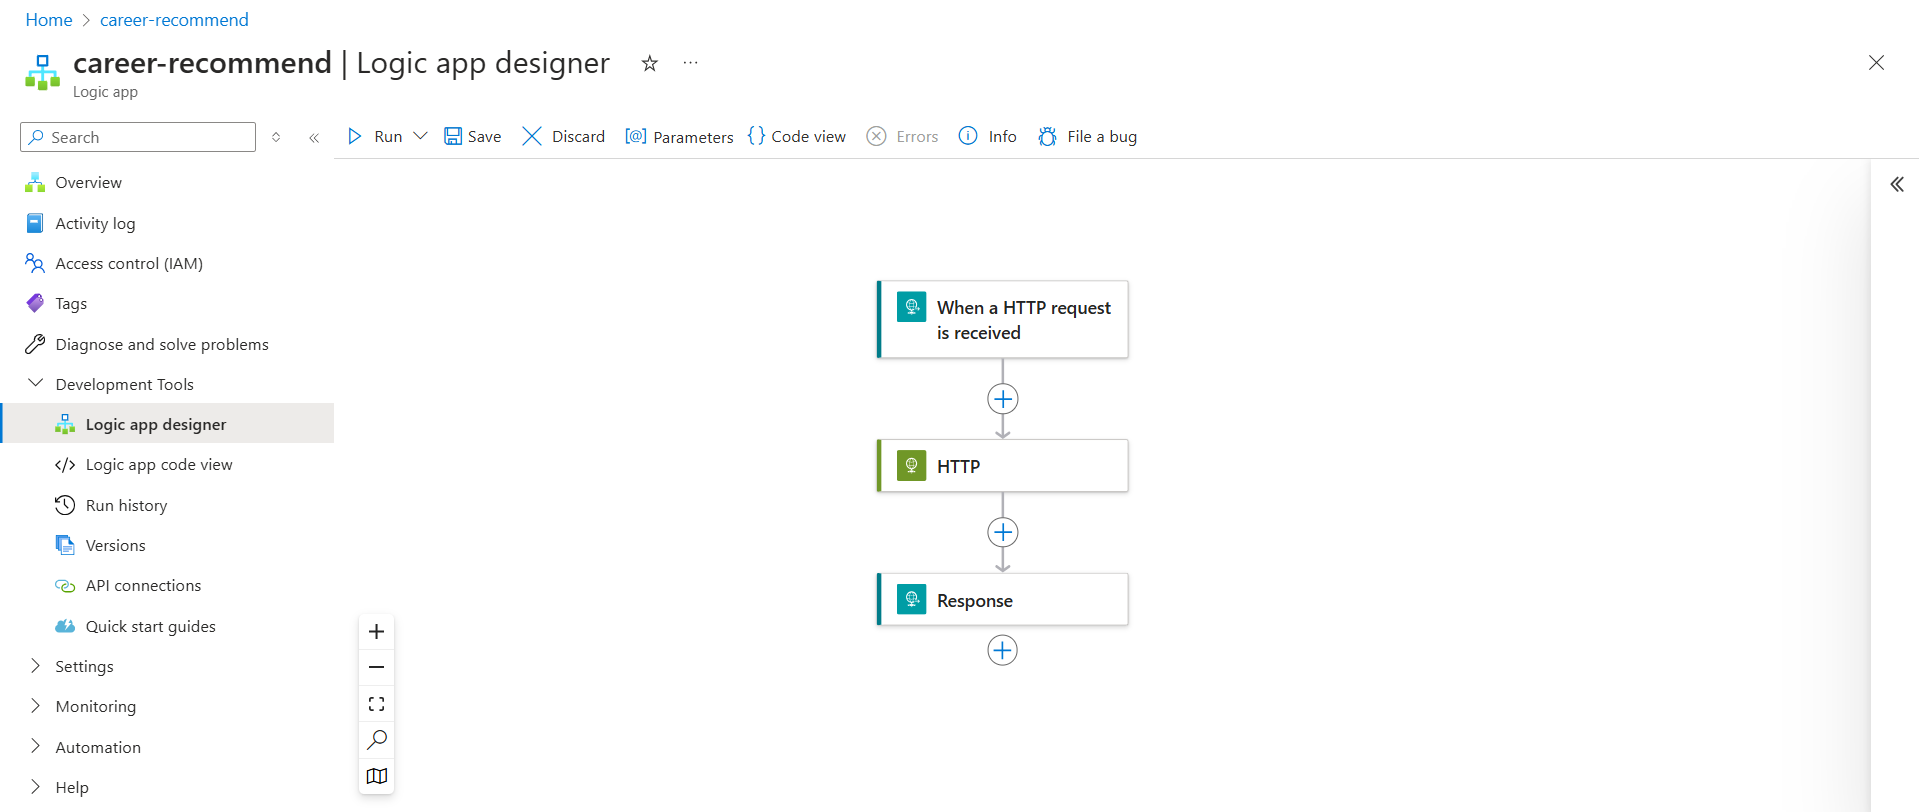 Home > career-recommend
career-recommend | Logic app designer
Logic app
Search
Run
Save
Discard
Parameters
Code view
Errors
Info
File a bug
Overview
Activity log
Access control (IAM)
Tags
Diagnose and solve problems
Development Tools
Logic app designer
Logic app code view
Run history
Versions
API connections
Quick start guides
Settings
Monitoring
Automation
Help
When a HTTP request
is received
HTTP
Response